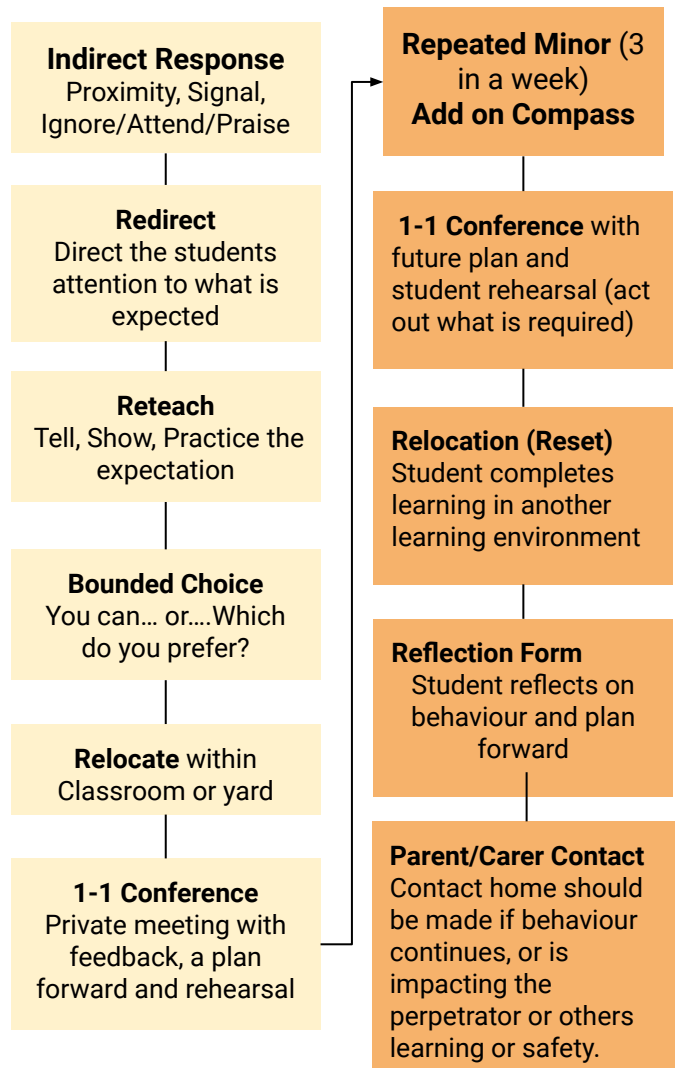 Indirect Response
Proximity, Signal,
Ignore/Attend/Praise
Redirect
Direct the students
attention to what is
expected
Reteach
Tell, Show, Practice the
expectation
Bounded Choice
You can… or….Which
do you prefer?
Relocate within
Classroom or yard
1-1 Conference
Private meeting with
feedback, a plan
forward and rehearsal
Repeated Minor (3
in a week)
Add on Compass
1-1 Conference with
future plan and
student rehearsal (act
out what is required)
Relocation (Reset)
Student completes
learning in another
learning environment
Reflection Form
Student reflects on
behaviour and plan
forward
Parent/Carer Contact
Contact home should
be made if behaviour
continues, or is
impacting the
perpetrator or others
learning or safety.